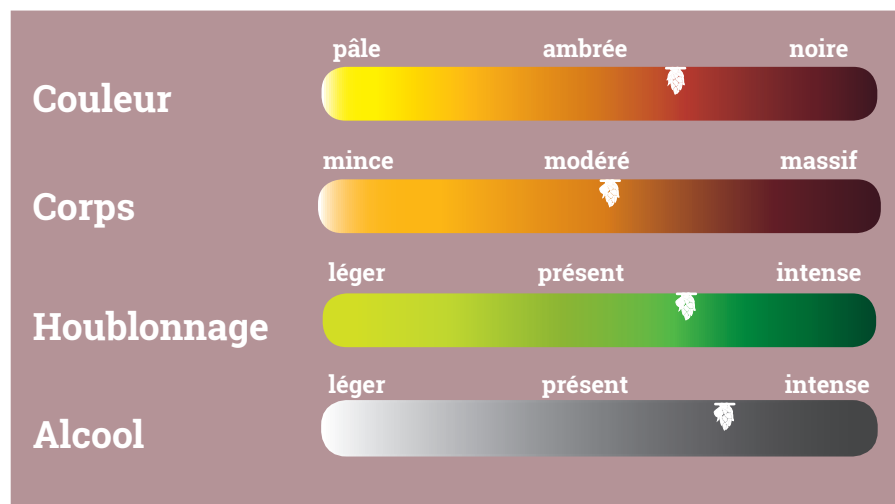 pâle ambrée noire
Couleur
mince modéré massif
Corps
léger présent intense
Houblonnage
léger présent intense
Alcool